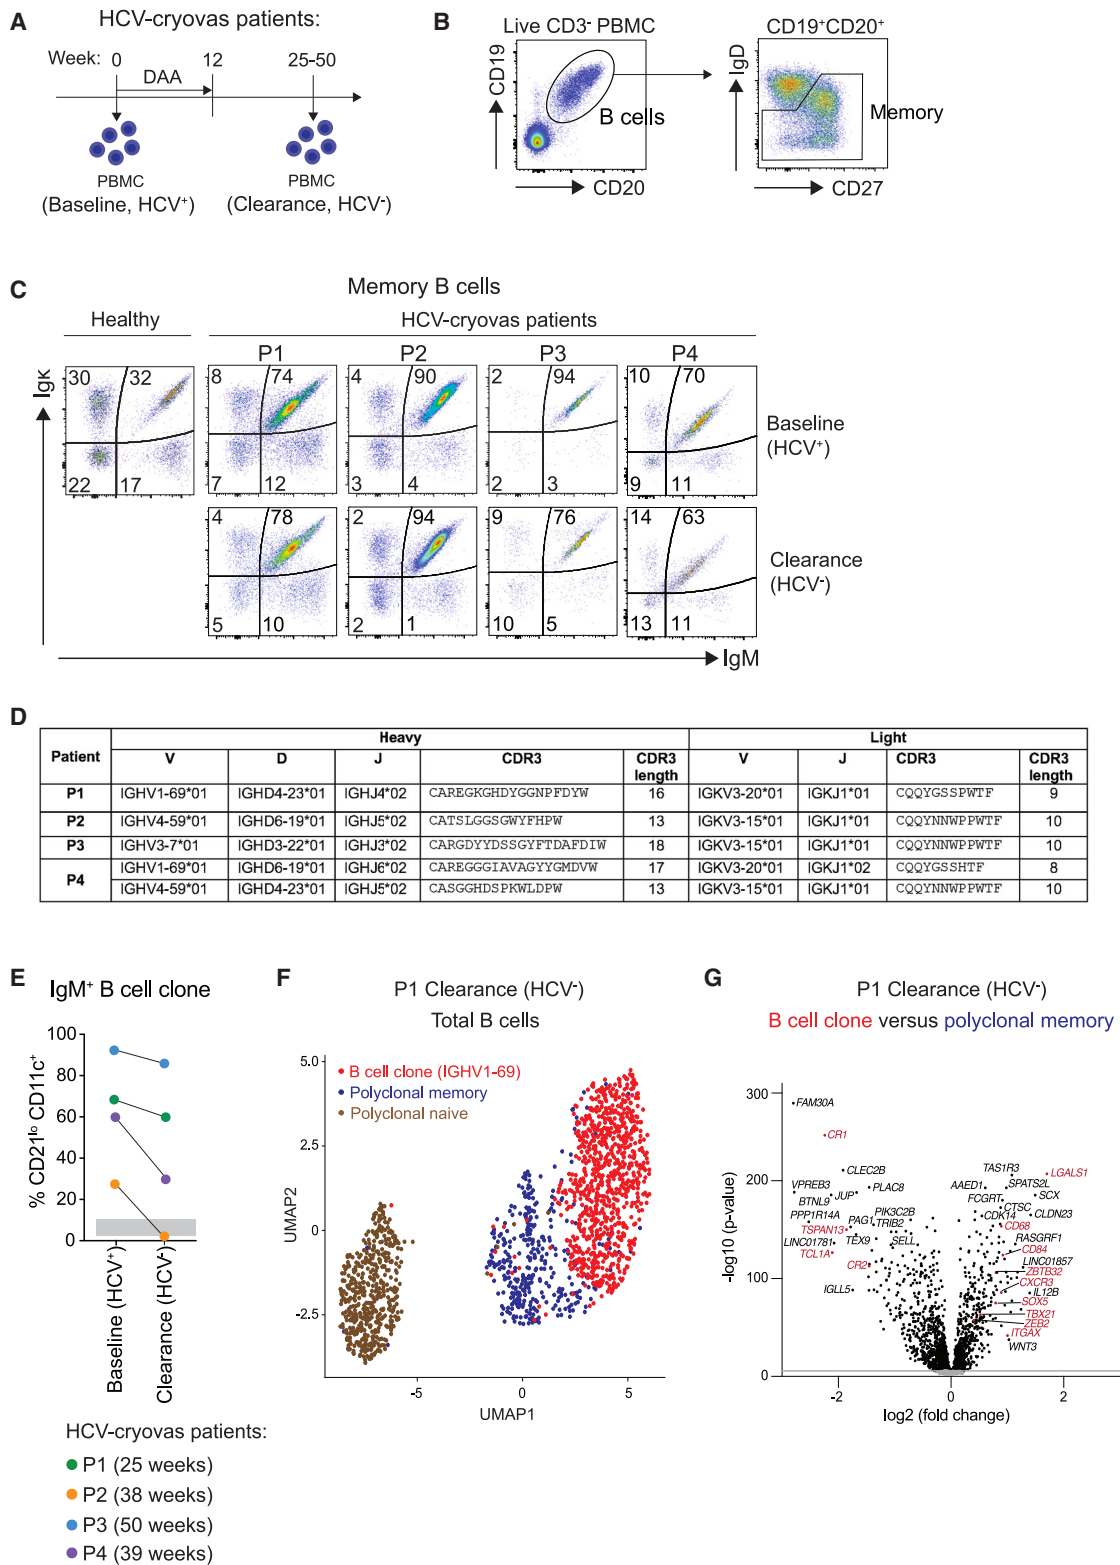 A
HCV-cryovas patients:
Week: 0 12 25-50
DAA
PBMC
(Baseline, HCV⁺)
PBMC
(Clearance, HCV⁻)
B
Live CD3⁻ PBMC
CD19
B cells
CD20
CD19⁺CD20⁺
IgD
Memory
CD27
C
Memory B cells
Healthy
HCV-cryovas patients
P1 P2 P3 P4
Igκ
30 32 8 74 4 90 2 94 10 70
Baseline
(HCV⁺)
22 17 7 12 3 4 2 3 9 11
4 78 2 94 9 76 14 63
Clearance
(HCV⁻)
5 10 2 1 10 5 13 11
IgM
D
Patient Heavy Light
V D J CDR3 CDR3 length V J CDR3 CDR3 length
P1 IGHV1-69*01 IGHD4-23*01 IGHJ4*02 CAREGKGHDYGGNPFDYW 16 IGKV3-20*01 IGKJ1*01 CQQYGSSPWTF 9
P2 IGHV4-59*01 IGHD6-19*01 IGHJ5*02 CATSLGGSGWYFHPW 13 IGKV3-15*01 IGKJ1*01 CQQYNNWPPWTF 10
P3 IGHV3-7*01 IGHD3-22*01 IGHJ3*02 CARGDYYDSSGYFTDAFDIW 18 IGKV3-15*01 IGKJ1*01 CQQYNNWPPWTF 10
P4 IGHV1-69*01 IGHD6-19*01 IGHJ6*02 CAREGGGIAVAGYYGMDVW 17 IGKV3-20*01 IGKJ1*02 CQQYGSSHTF 8
IGHV4-59*01 IGHD4-23*01 IGHJ5*02 CASGGHDSPKWLDPW 13 IGKV3-15*01 IGKJ1*01 CQQYNNWPPWTF 10
E
IgM⁺ B cell clone
% CD21ˡᵒ CD11c⁺
100
80
60
40
20
0
Baseline (HCV⁺)
Clearance (HCV⁻)
HCV-cryovas patients:
P1 (25 weeks)
P2 (38 weeks)
P3 (50 weeks)
P4 (39 weeks)
F
P1 Clearance (HCV⁻)
Total B cells
B cell clone (IGHV1-69)
Polyclonal memory
Polyclonal naive
UMAP2
5.0
2.5
0
-2.5
-5 0 5
UMAP1
G
P1 Clearance (HCV⁻)
B cell clone versus polyclonal memory
-log10 (p-value)
300
200
100
0
-2 0 2
log2 (fold change)
FAM30A
CR1
CLEC2B
VPREB3
PLAC8
BTNL9
JUP
PPP1R14A
PAG1
PIK3C2B
TRIB2
TSPAN13
TEX9
SELL
LINC01781
TCL1A
CR2
IGLL5
TAS1R3
LGALS1
AAED1
SPATS2L
FCGRT
SCX
CTSC
CDK14
CLDN23
CD68
RASGRF1
CD84
LINC01857
ZBTB32
CXCR3
IL12B
SOX5
TBX21
ZEB2
ITGAX
WNT3